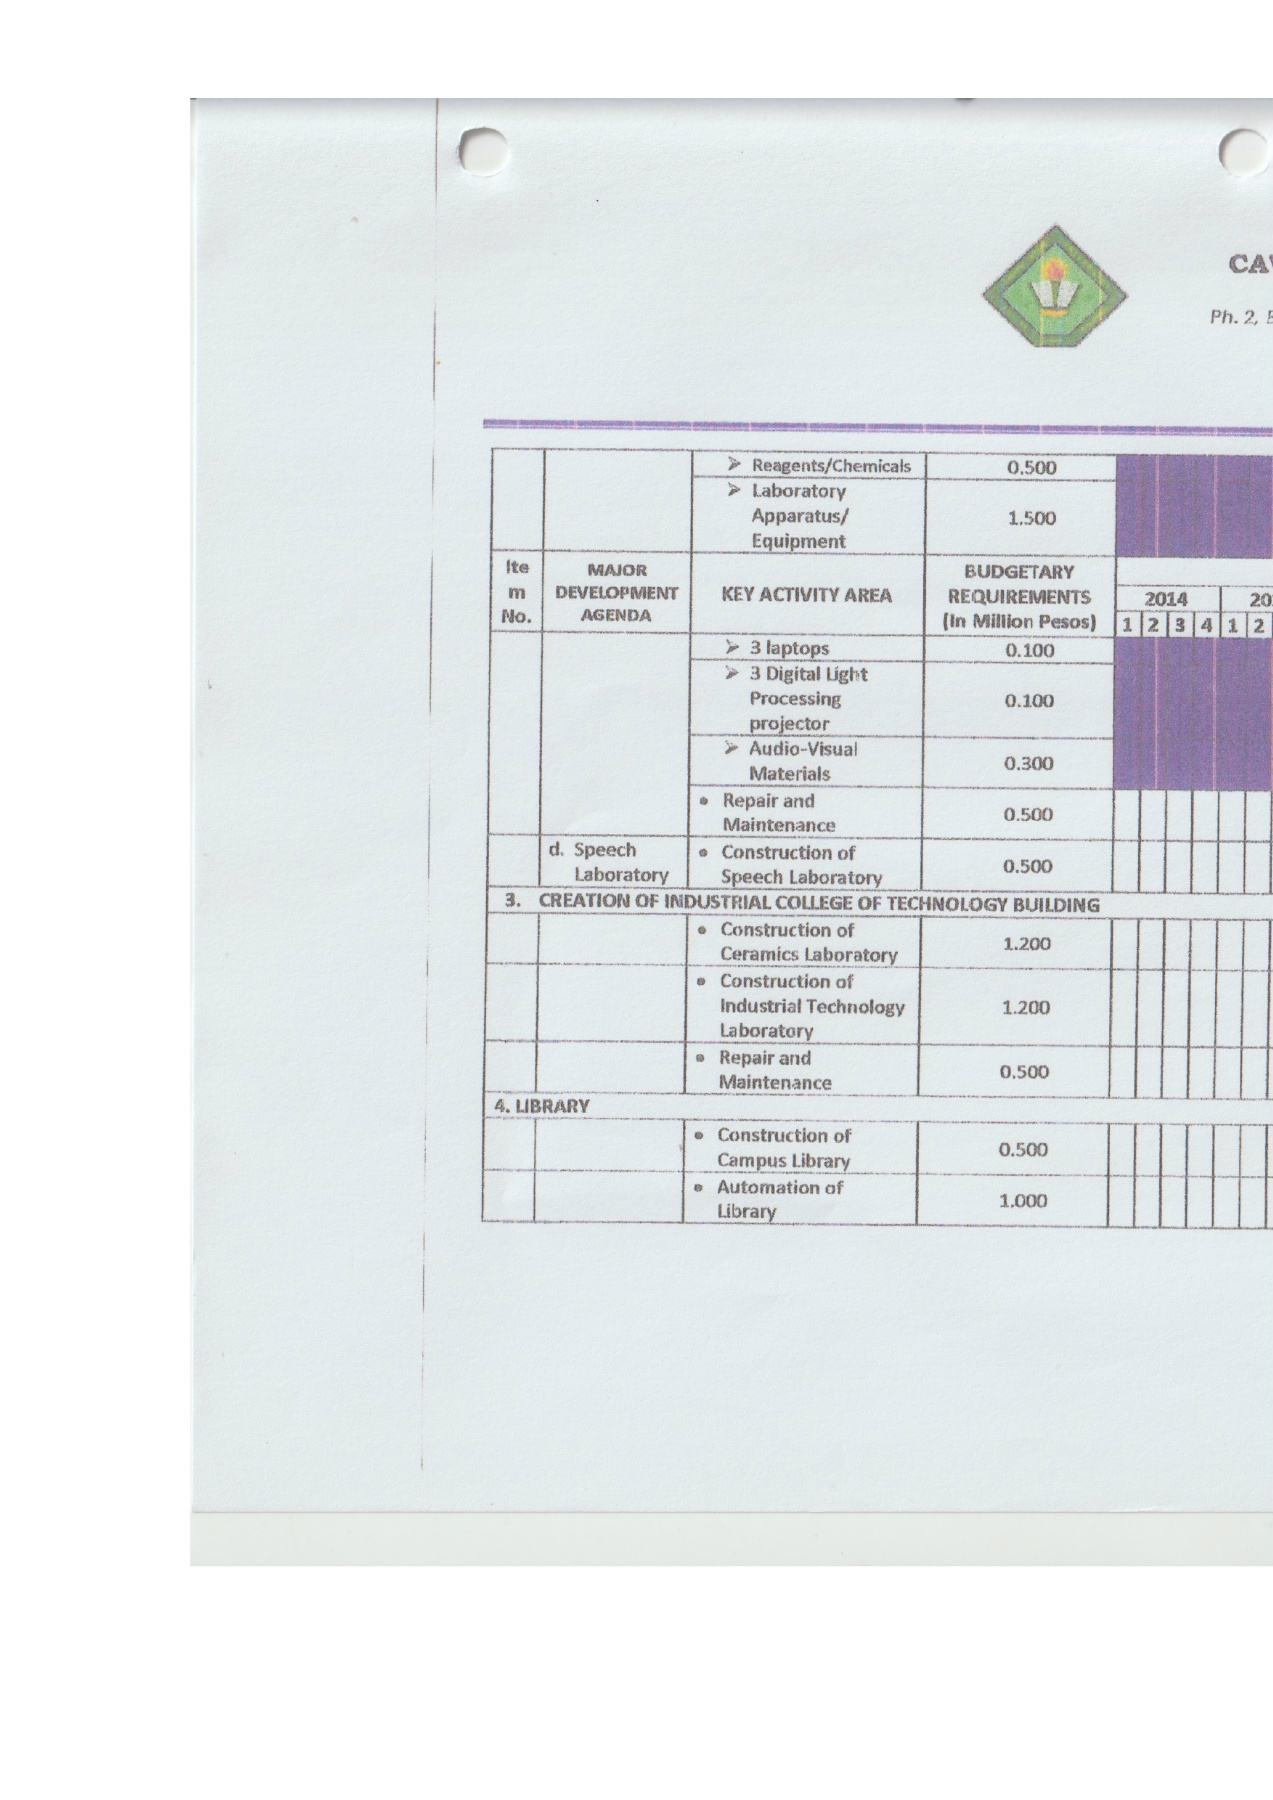 CAV
Ph. 2, B
➢ Reagents/Chemicals 0.500
➢ Laboratory
Apparatus/
Equipment 1.500
Ite
m
No.
MAJOR
DEVELOPMENT
AGENDA
KEY ACTIVITY AREA
BUDGETARY
REQUIREMENTS
(In Million Pesos)
2014 20
1 2 3 4 1 2
➢ 3 laptops 0.100
➢ 3 Digital Light
Processing
projector 0.100
➢ Audio-Visual
Materials 0.300
• Repair and
Maintenance 0.500
d. Speech
Laboratory
• Construction of
Speech Laboratory 0.500
3. CREATION OF INDUSTRIAL COLLEGE OF TECHNOLOGY BUILDING
• Construction of
Ceramics Laboratory 1.200
• Construction of
Industrial Technology
Laboratory 1.200
• Repair and
Maintenance 0.500
4. LIBRARY
• Construction of
Campus Library 0.500
• Automation of
Library 1.000